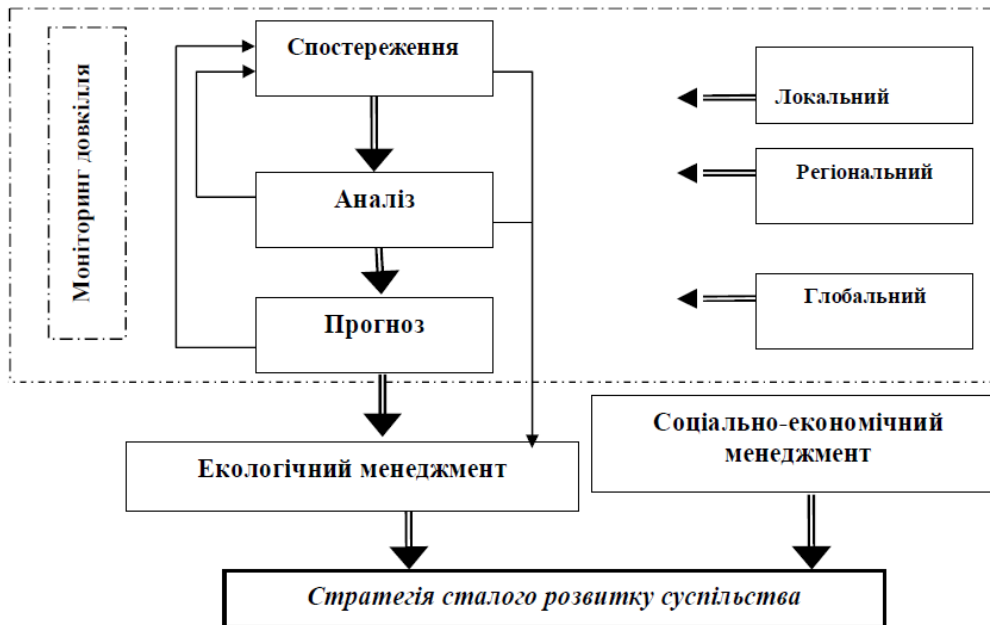 Моніторинг довкілля
Спостереження
Аналіз
Прогноз
Локальний
Регіональний
Глобальний
Екологічний менеджмент
Соціально-економічний
менеджмент
Стратегія сталого розвитку суспільства